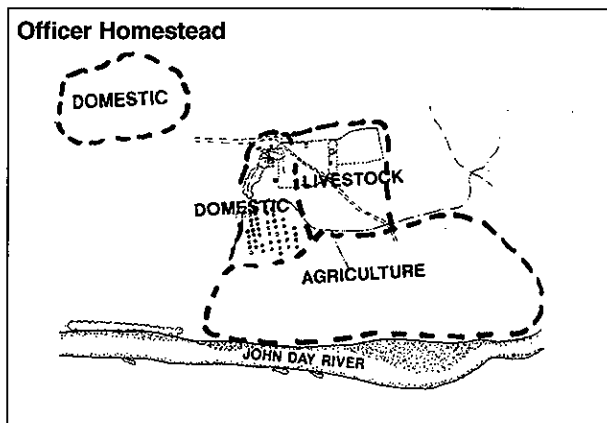 Officer Homestead
DOMESTIC
LIVESTOCK
DOMESTIC
AGRICULTURE
JOHN DAY RIVER